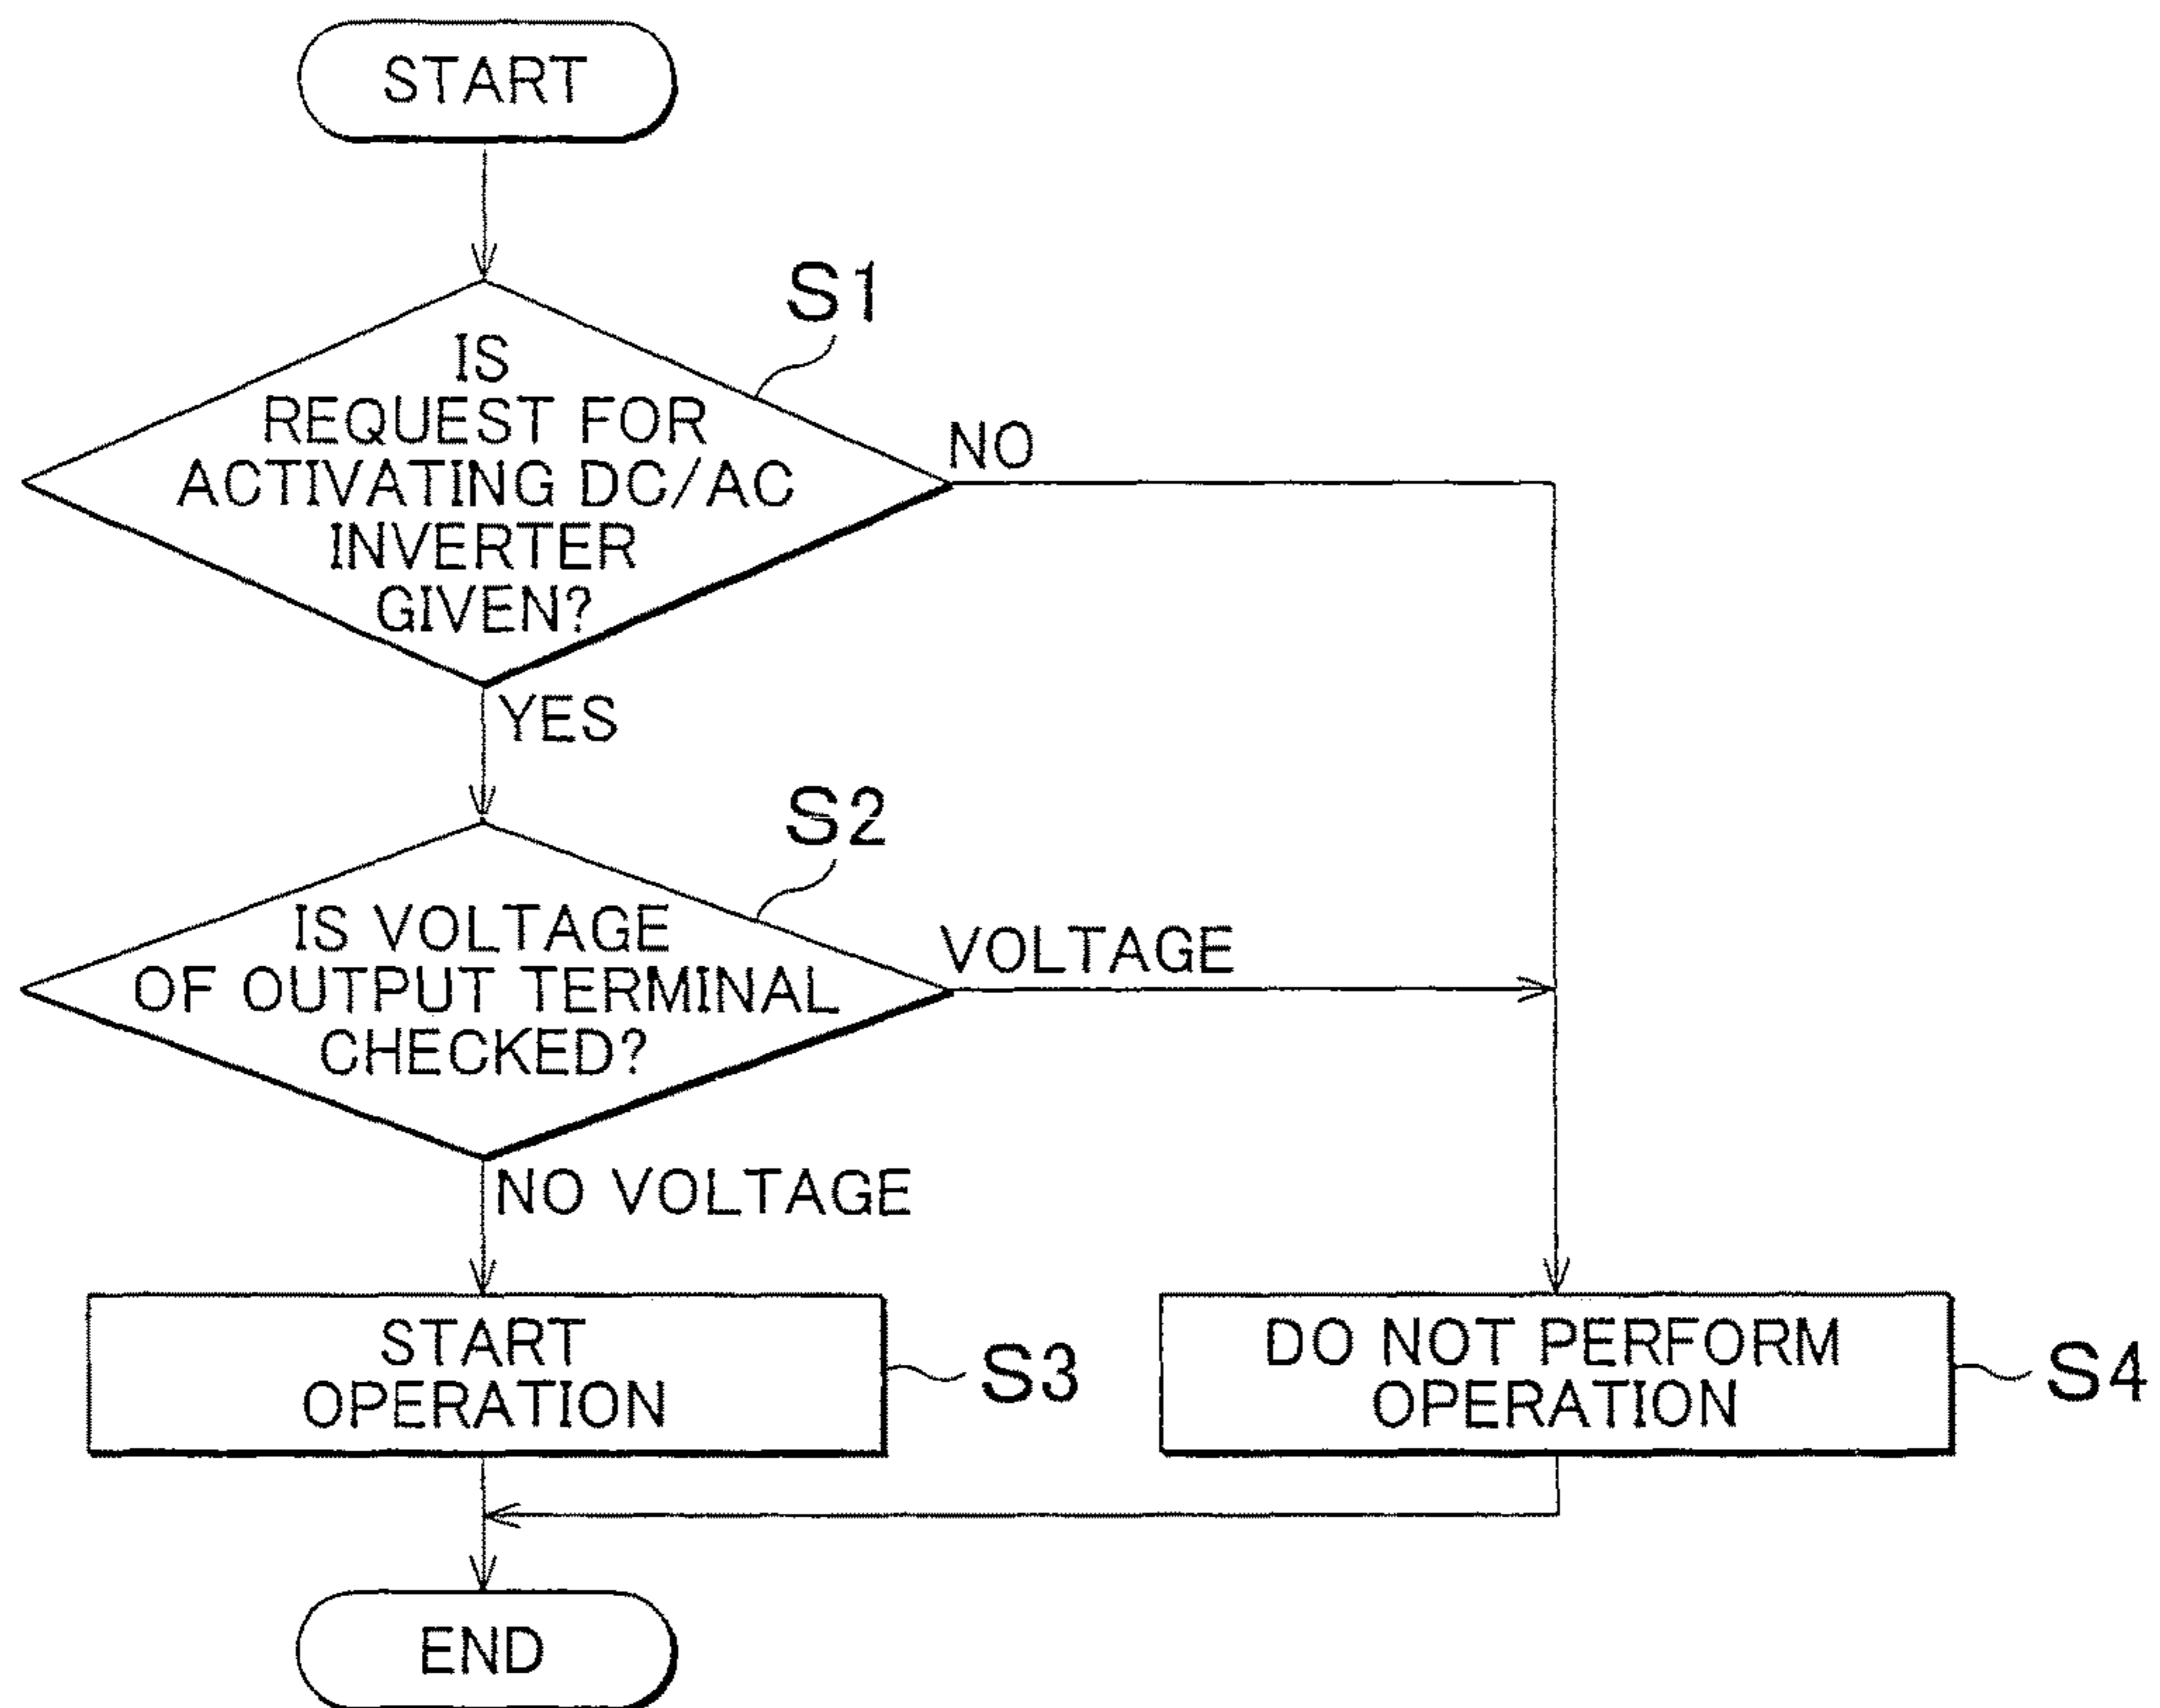 START
S1
IS
REQUEST FOR
ACTIVATING DC/AC
INVERTER
GIVEN?
NO
YES
S2
IS VOLTAGE
OF OUTPUT TERMINAL
CHECKED?
VOLTAGE
NO VOLTAGE
START
OPERATION
S3
DO NOT PERFORM
OPERATION
S4
END